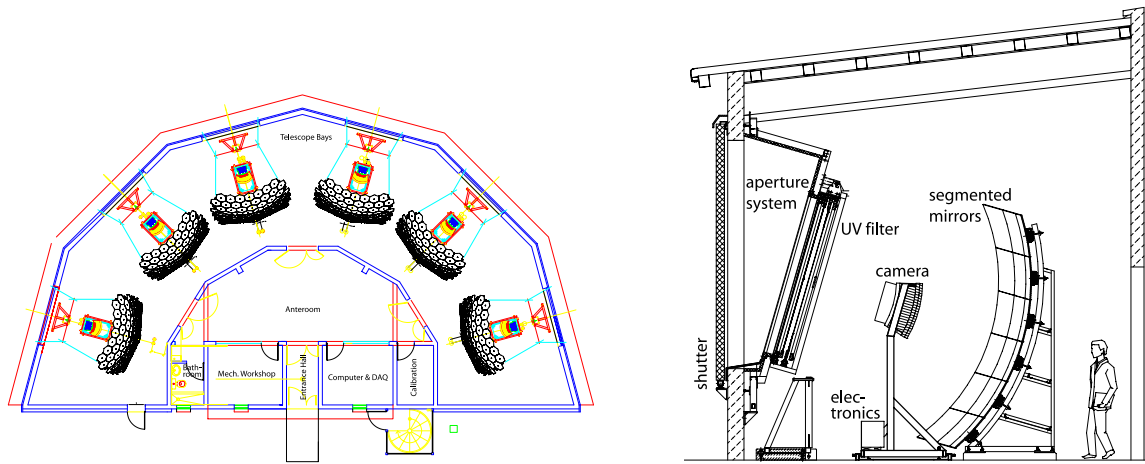 Telescope Bays
Anteroom
Bath-
room
Mech. Workshop
Entrance Hall
Computer & DAQ
Calibration
aperture
system
UV filter
segmented
mirrors
camera
shutter
elec-
tronics